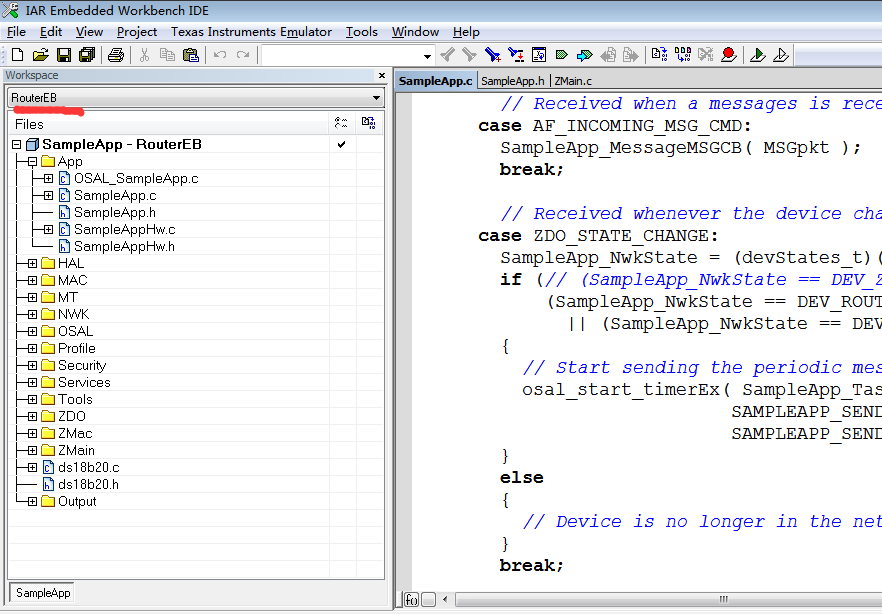 IAR Embedded Workbench IDE
File Edit View Project Texas Instruments Emulator Tools Window Help
Workspace
RouterEB
Files
SampleApp - RouterEB
App
OSAL_SampleApp.c
SampleApp.c
SampleApp.h
SampleAppHw.c
SampleAppHw.h
HAL
MAC
MT
NWK
OSAL
Profile
Security
Services
Tools
ZDO
ZMac
ZMain
ds18b20.c
ds18b20.h
Output
SampleApp
SampleApp.c SampleApp.h ZMain.c
// Received when a messages is rece
case AF_INCOMING_MSG_CMD:
SampleApp_MessageMSGCB( MSGpkt );
break;
// Received whenever the device cha
case ZDO_STATE_CHANGE:
SampleApp_NwkState = (devStates_t)(
if (// (SampleApp_NwkState == DEV_Z
(SampleApp_NwkState == DEV_ROUT
|| (SampleApp_NwkState == DEV
{
// Start sending the periodic mes
osal_start_timerEx( SampleApp_Tas
SAMPLEAPP_SEND
SAMPLEAPP_SEND
}
else
{
// Device is no longer in the net
}
break;
f()